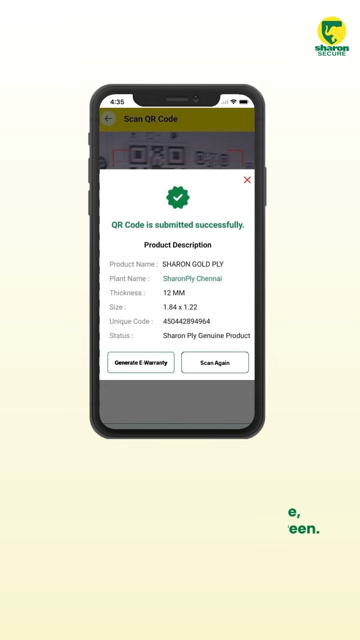 sharon
SECURE
4:35
Scan QR Code
QR Code is submitted successfully.
Product Description
Product Name : SHARON GOLD PLY
Plant Name : SharonPly Chennai
Thickness : 12 MM
Size : 1.84 x 1.22
Unique Code : 450442894964
Status : Sharon Ply Genuine Product
Generate E-Warranty
Scan Again
e,
een.